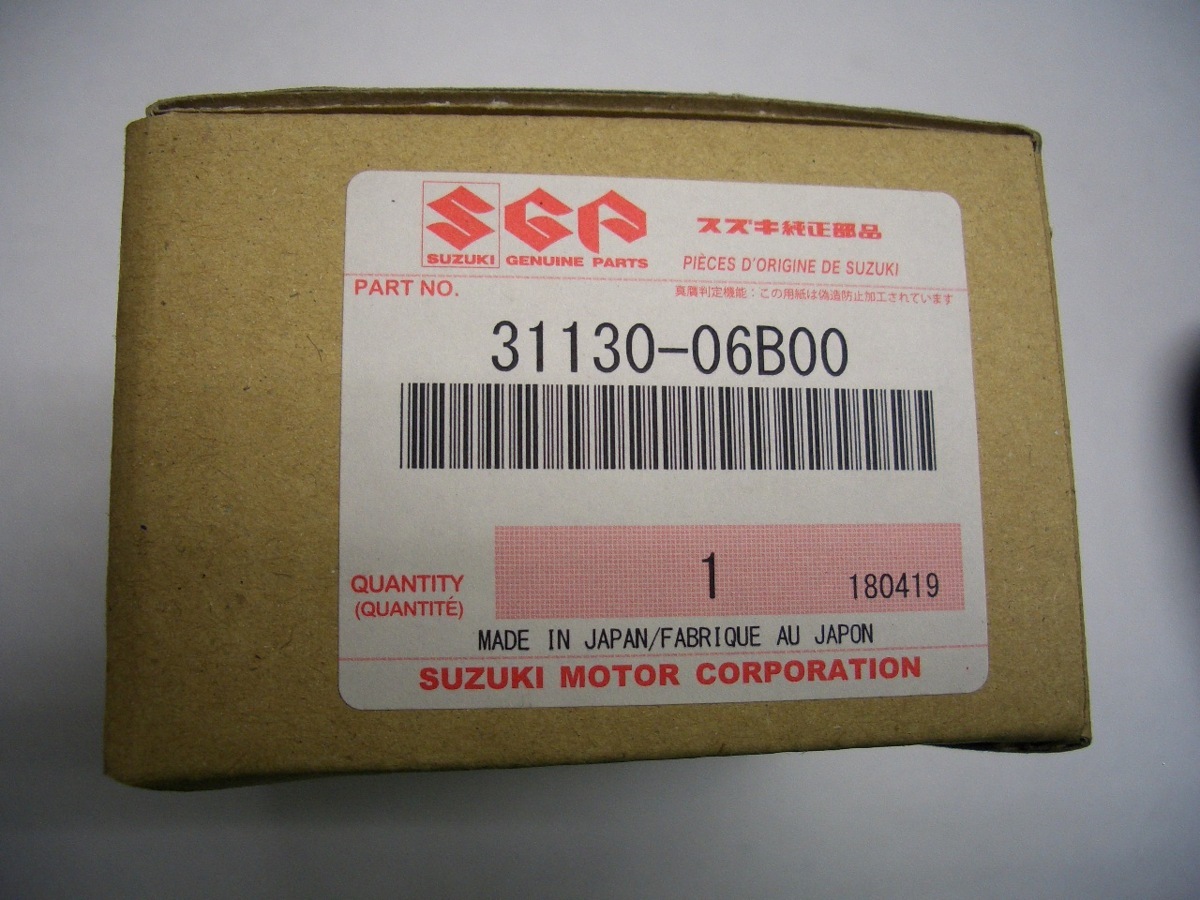 SGP
SUZUKI GENUINE PARTS
スズキ純正部品
PIÈCES D'ORIGINE DE SUZUKI
PART NO.
真贋判定機能：この用紙は偽造防止加工されています
31130-06B00
QUANTITY
(QUANTITÉ)
1
180419
MADE IN JAPAN/FABRIQUE AU JAPON
SUZUKI MOTOR CORPORATION